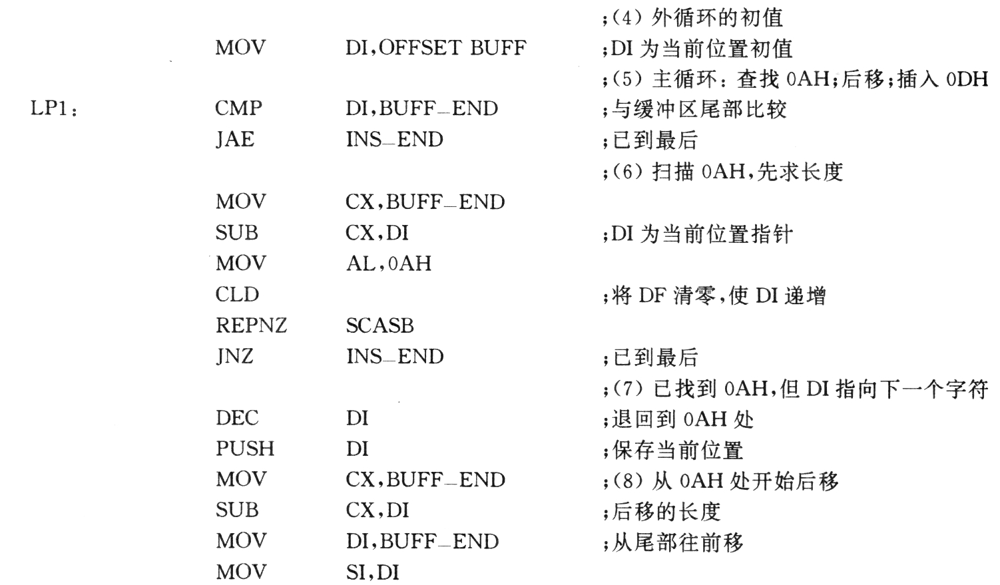 ;(4) 外循环的初值
MOV DI,OFFSET BUFF ;DI 为当前位置初值
;(5) 主循环: 查找 0AH;后移;插入 0DH
LP1: CMP DI,BUFF_END ;与缓冲区尾部比较
JAE INS_END ;已到最后
;(6) 扫描 0AH,先求长度
MOV CX,BUFF_END
SUB CX,DI ;DI 为当前位置指针
MOV AL,0AH
CLD ;将 DF 清零,使 DI 递增
REPNZ SCASB
JNZ INS_END ;已到最后
;(7) 已找到 0AH,但 DI 指向下一个字符
DEC DI ;退回到 0AH 处
PUSH DI ;保存当前位置
MOV CX,BUFF_END ;(8) 从 0AH 处开始后移
SUB CX,DI ;后移的长度
MOV DI,BUFF_END ;从尾部往前移
MOV SI,DI